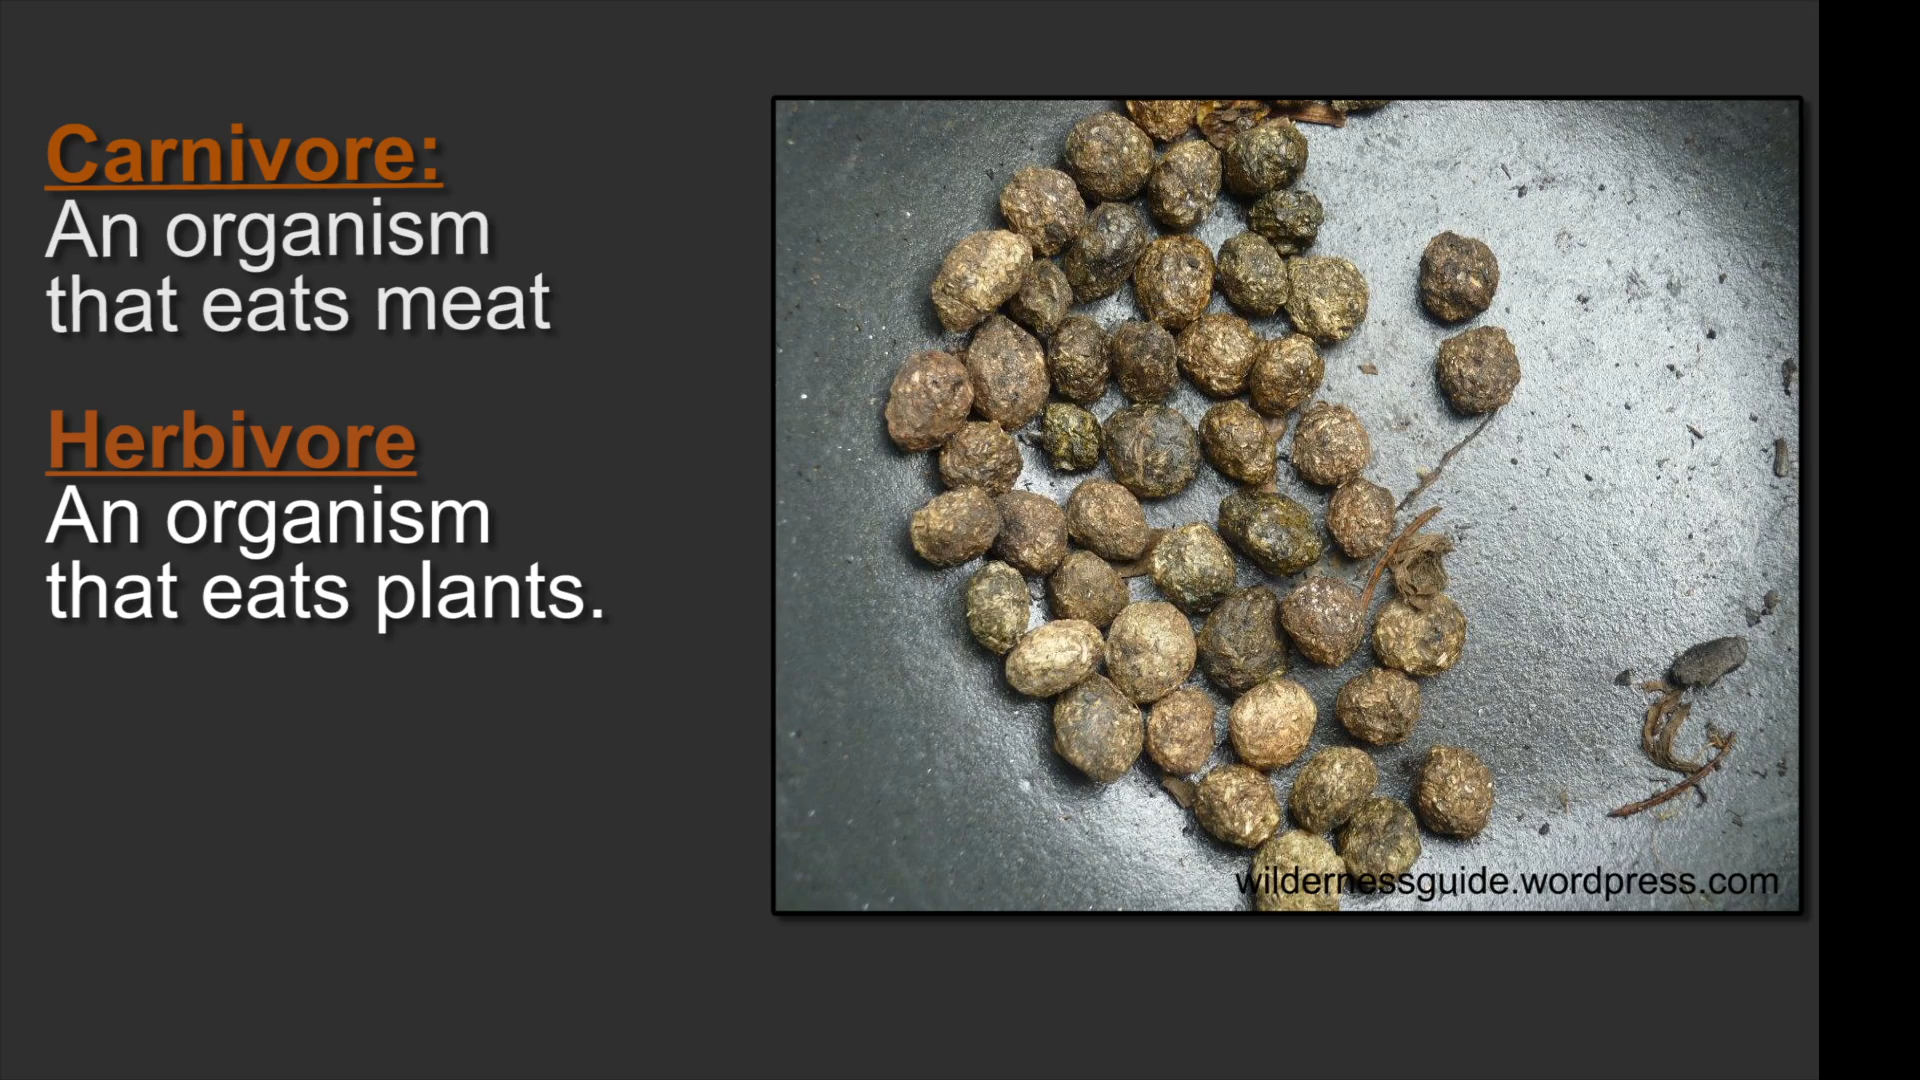 Carnivore:
An organism
that eats meat
Herbivore
An organism
that eats plants.
wildernessguide.wordpress.com